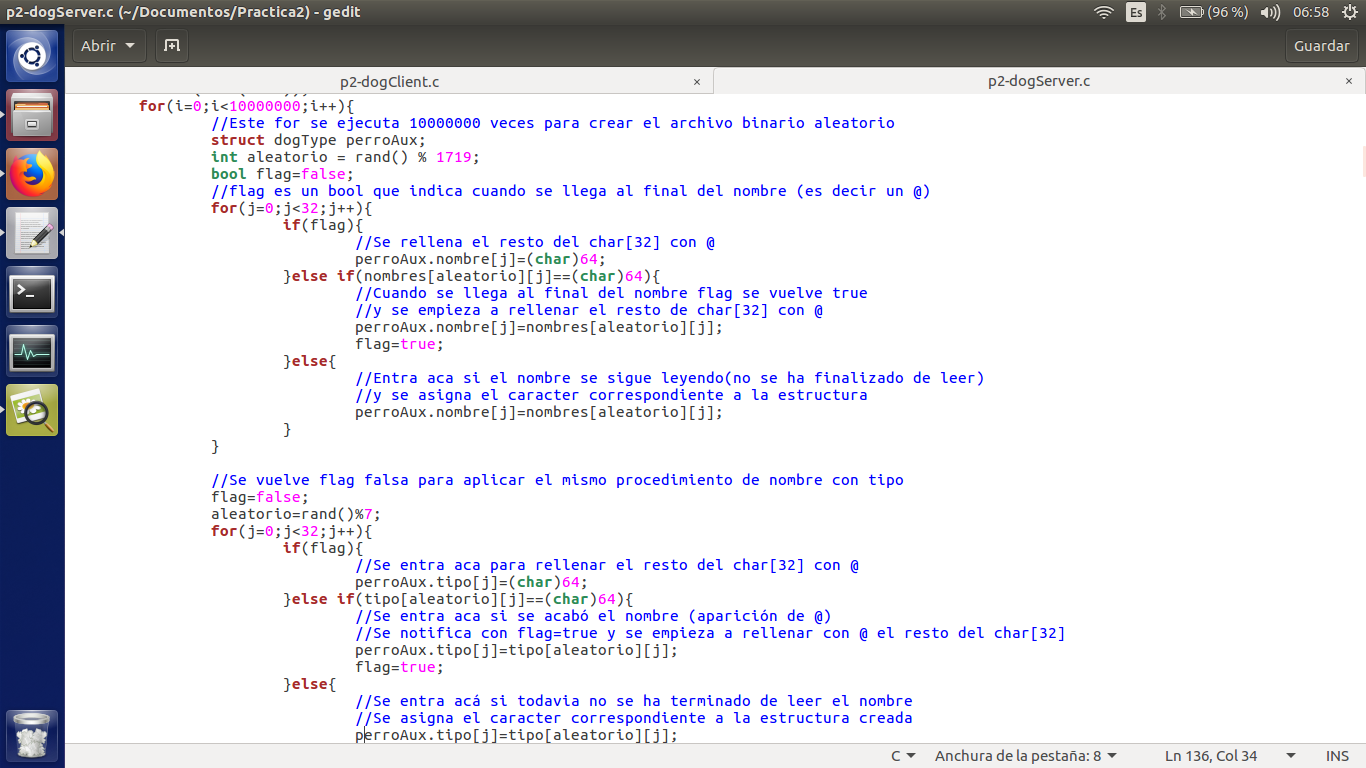 p2-dogServer.c (~/Documentos/Practica2) - gedit
Es
(96 %)
06:58
Abrir
Guardar
p2-dogClient.c ×
p2-dogServer.c ×
for(i=0;i<10000000;i++){
//Este for se ejecuta 10000000 veces para crear el archivo binario aleatorio
struct dogType perroAux;
int aleatorio = rand() % 1719;
bool flag=false;
//flag es un bool que indica cuando se llega al final del nombre (es decir un @)
for(j=0;j<32;j++){
if(flag){
//Se rellena el resto del char[32] con @
perroAux.nombre[j]=(char)64;
}else if(nombres[aleatorio][j]==(char)64){
//Cuando se llega al final del nombre flag se vuelve true
//y se empieza a rellenar el resto de char[32] con @
perroAux.nombre[j]=nombres[aleatorio][j];
flag=true;
}else{
//Entra aca si el nombre se sigue leyendo(no se ha finalizado de leer)
//y se asigna el caracter correspondiente a la estructura
perroAux.nombre[j]=nombres[aleatorio][j];
}
}
//Se vuelve flag falsa para aplicar el mismo procedimiento de nombre con tipo
flag=false;
aleatorio=rand()%7;
for(j=0;j<32;j++){
if(flag){
//Se entra aca para rellenar el resto del char[32] con @
perroAux.tipo[j]=(char)64;
}else if(tipo[aleatorio][j]==(char)64){
//Se entra aca si se acabó el nombre (aparición de @)
//Se notifica con flag=true y se empieza a rellenar con @ el resto del char[32]
perroAux.tipo[j]=tipo[aleatorio][j];
flag=true;
}else{
//Se entra acá si todavia no se ha terminado de leer el nombre
//Se asigna el caracter correspondiente a la estructura creada
perroAux.tipo[j]=tipo[aleatorio][j];
C
Anchura de la pestaña: 8
Ln 136, Col 34
INS